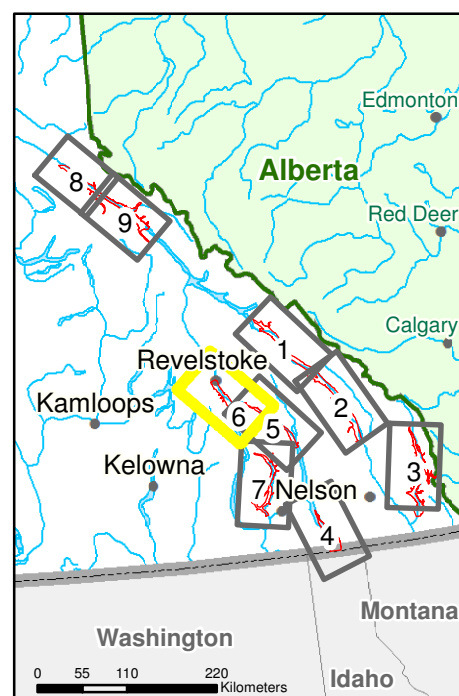 Edmonton
Alberta
8
Red Deer
9
Calgary
1
Revelstoke
2
Kamloops
6
5
3
Kelowna
7
Nelson
4
Montana
Washington
0 55 110 220
Kilometers
Idaho